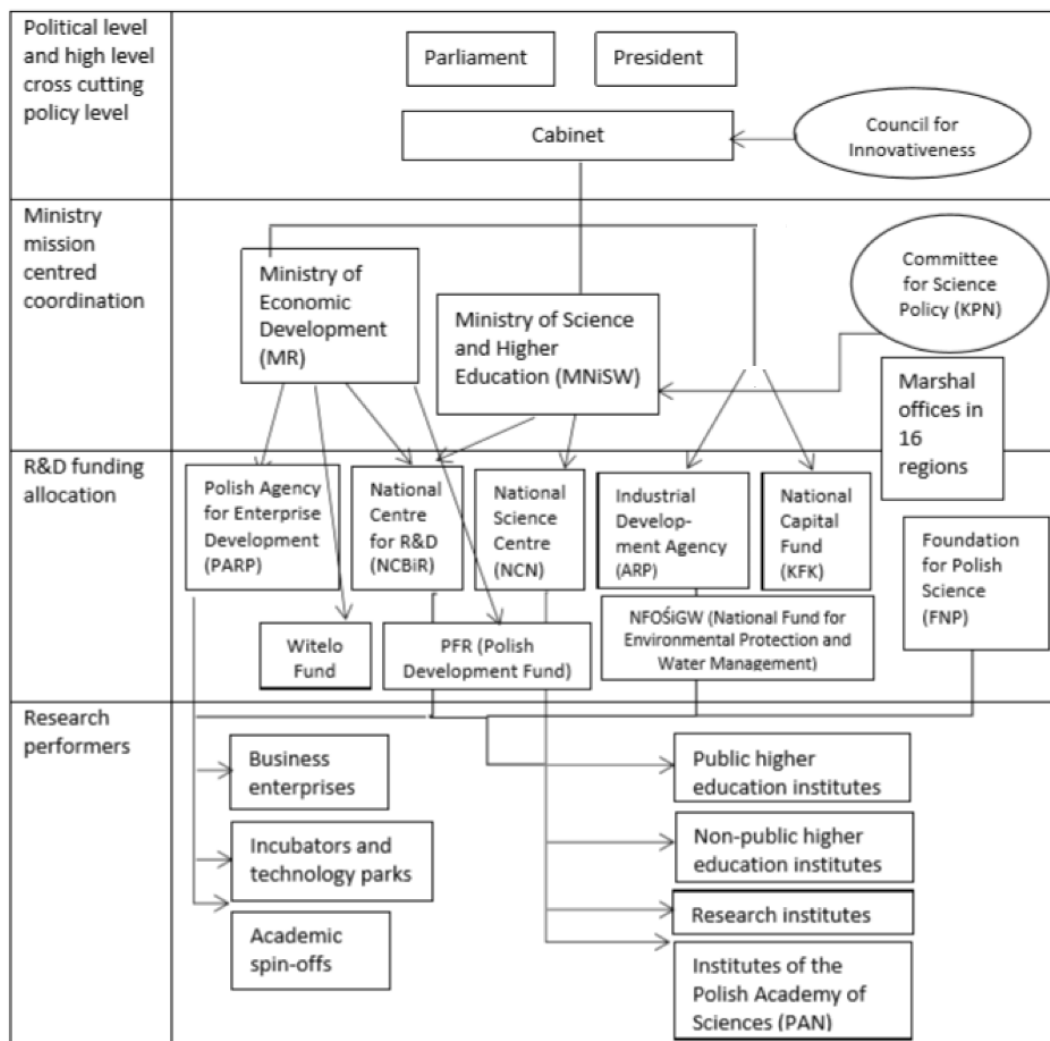 Political level
and high level
cross cutting
policy level
Parliament
President
Cabinet
Council for
Innovativeness
Ministry
mission
centred
coordination
Ministry of
Economic
Development
(MR)
Ministry of Science
and Higher
Education (MNiSW)
Committee
for Science
Policy (KPN)
Marshal
offices in
16
regions
R&D funding
allocation
Polish Agency
for Enterprise
Development
(PARP)
National
Centre
for R&D
(NCBiR)
National
Science
Centre
(NCN)
Industrial
Develop-
ment Agency
(ARP)
National
Capital
Fund
(KFK)
Foundation
for Polish
Science
(FNP)
Witelo
Fund
PFR (Polish
Development Fund)
NFOŚiGW (National Fund for
Environmental Protection and
Water Management)
Research
performers
Business
enterprises
Incubators and
technology parks
Academic
spin-offs
Public higher
education institutes
Non-public higher
education institutes
Research institutes
Institutes of the
Polish Academy of
Sciences (PAN)